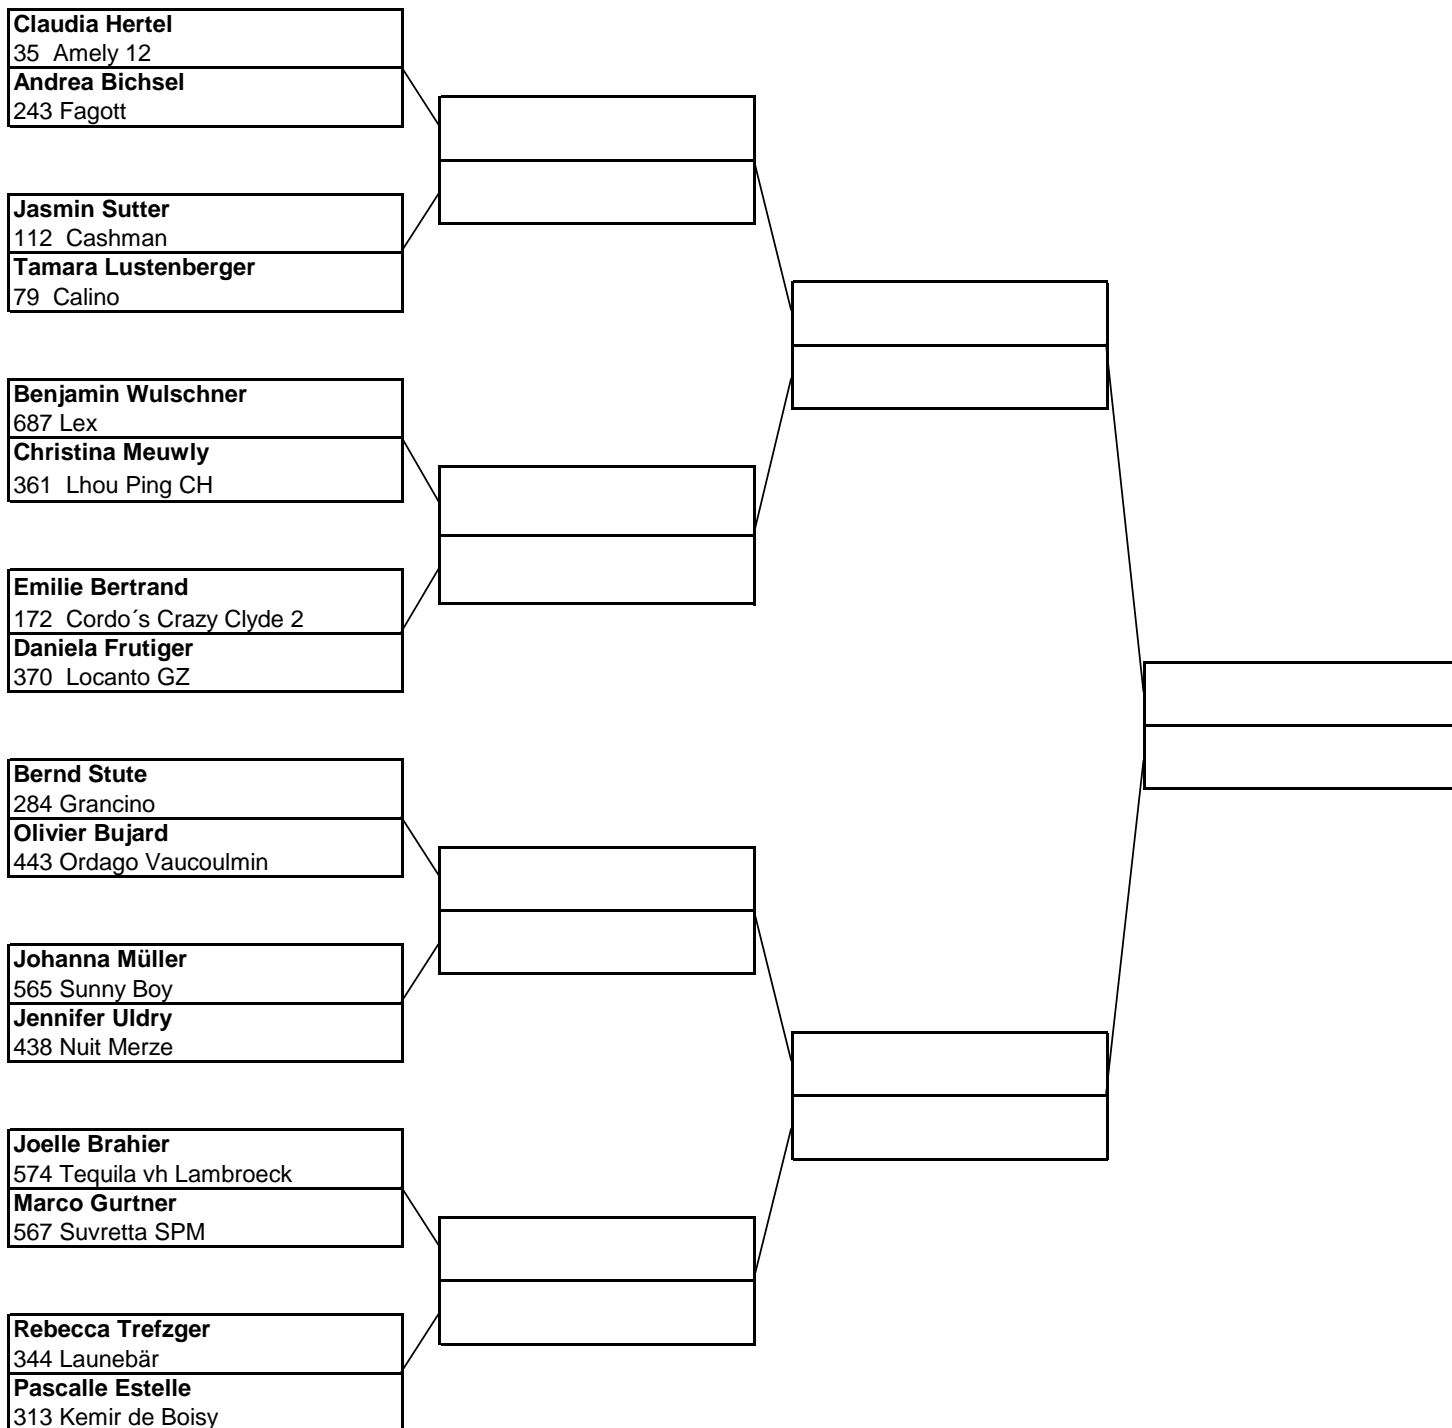 Claudia Hertel
35  Amely 12
Andrea Bichsel
243 Fagott
Jasmin Sutter
112  Cashman
Tamara Lustenberger
79  Calino
Benjamin Wulschner
687 Lex
Christina Meuwly
361  Lhou Ping CH
Emilie Bertrand
172  Cordo´s Crazy Clyde 2
Daniela Frutiger
370  Locanto GZ
Bernd Stute
284 Grancino
Olivier Bujard
443 Ordago Vaucoulmin
Johanna Müller
565 Sunny Boy
Jennifer Uldry
438 Nuit Merze
Joelle Brahier
574 Tequila vh Lambroeck
Marco Gurtner
567 Suvretta SPM
Rebecca Trefzger
344 Launebär
Pascalle Estelle
313 Kemir de Boisy